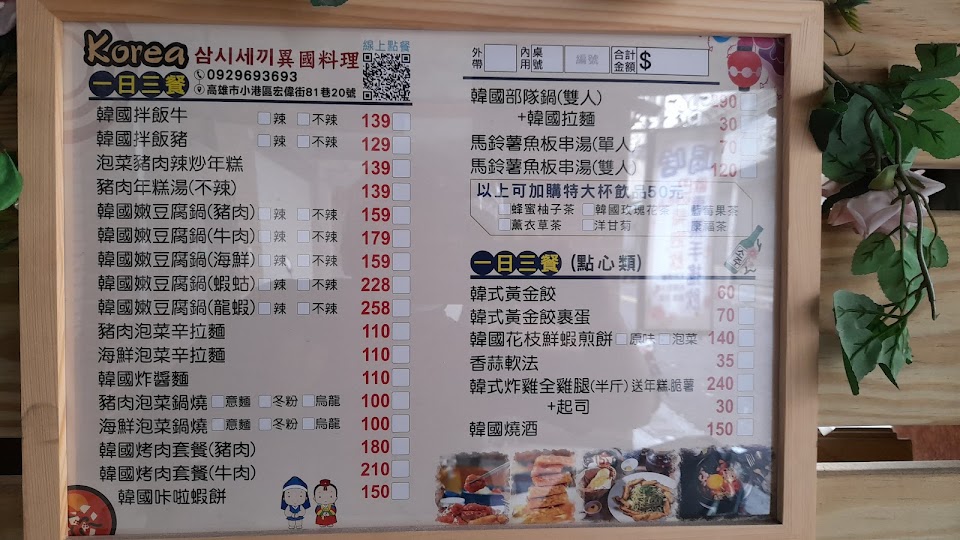 Korea 삼시세끼異國料理
線上點餐
0929693693
一日三餐
高雄市小港區宏偉街81巷20號
韓國拌飯牛 辣 不辣 139
韓國拌飯豬 辣 不辣 129
泡菜豬肉辣炒年糕 139
豬肉年糕湯(不辣) 139
韓國嫩豆腐鍋(豬肉) 辣 不辣 159
韓國嫩豆腐鍋(牛肉) 辣 不辣 179
韓國嫩豆腐鍋(海鮮) 辣 不辣 159
韓國嫩豆腐鍋(蝦蛄) 辣 不辣 228
韓國嫩豆腐鍋(龍蝦) 辣 不辣 258
豬肉泡菜辛拉麵 110
海鮮泡菜辛拉麵 110
韓國炸醬麵 110
豬肉泡菜鍋燒 意麵 冬粉 烏龍 100
海鮮泡菜鍋燒 意麵 冬粉 烏龍 100
韓國烤肉套餐(豬肉) 180
韓國烤肉套餐(牛肉) 210
韓國咔啦蝦餅 150
外帶 內用 桌號 編號 合計金額 $
韓國部隊鍋(雙人) 290
+韓國拉麵 30
馬鈴薯魚板串湯(單人) 70
馬鈴薯魚板串湯(雙人) 120
以上可加購特大杯飲品50元
蜂蜜柚子茶 韓國玫瑰花茶 藍莓果茶
薰衣草茶 洋甘菊
一日三餐 (點心類)
韓式黃金餃 60
韓式黃金餃裹蛋 70
韓國花枝鮮蝦煎餅 原味 泡菜 140
香蒜軟法 35
韓式炸雞全雞腿(半斤) 送年糕.脆薯 240
+起司 30
韓國燒酒 150